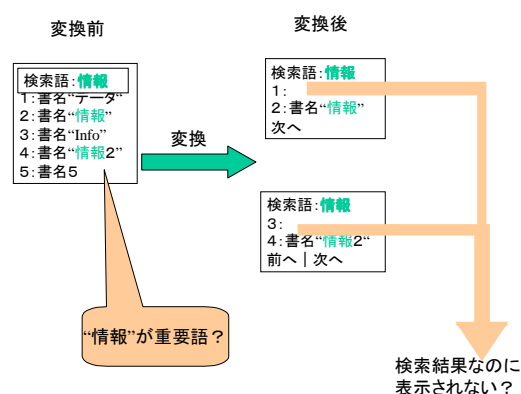 変換前
検索語:情報
1:書名“データ“
2:書名“情報”
3:書名“Info”
4:書名“情報2”
5:書名5
“情報”が重要語?
変換
変換後
検索語:情報
1:
2:書名“情報”
次へ
検索語:情報
3:
4:書名“情報2“
前へ | 次へ
検索結果なのに
表示されない?